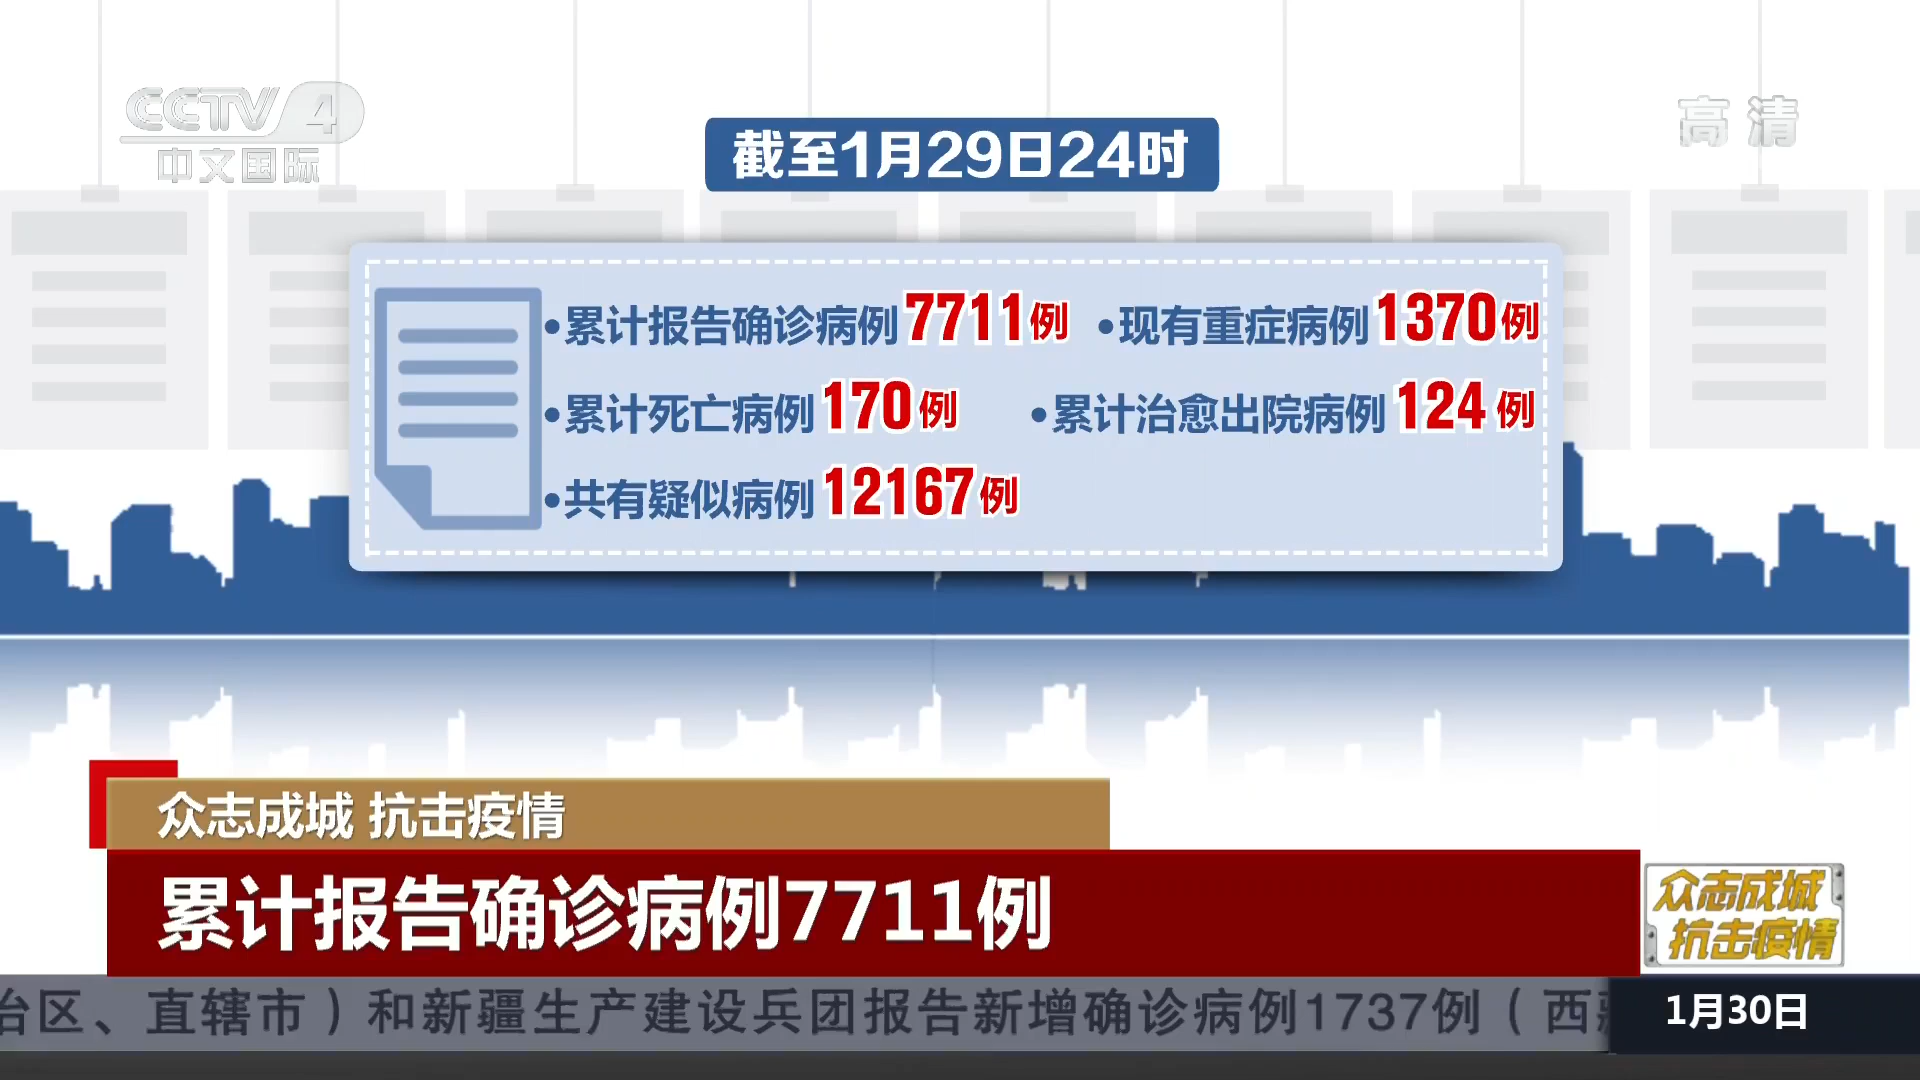 CCTV 4
中文国际
高清
截至1月29日24时
•累计报告确诊病例7711例 •现有重症病例1370例
•累计死亡病例170例 •累计治愈出院病例124例
•共有疑似病例12167例
众志成城 抗击疫情
累计报告确诊病例7711例
众志成城
抗击疫情
治区、直辖市）和新疆生产建设兵团报告新增确诊病例1737例（西
1月30日